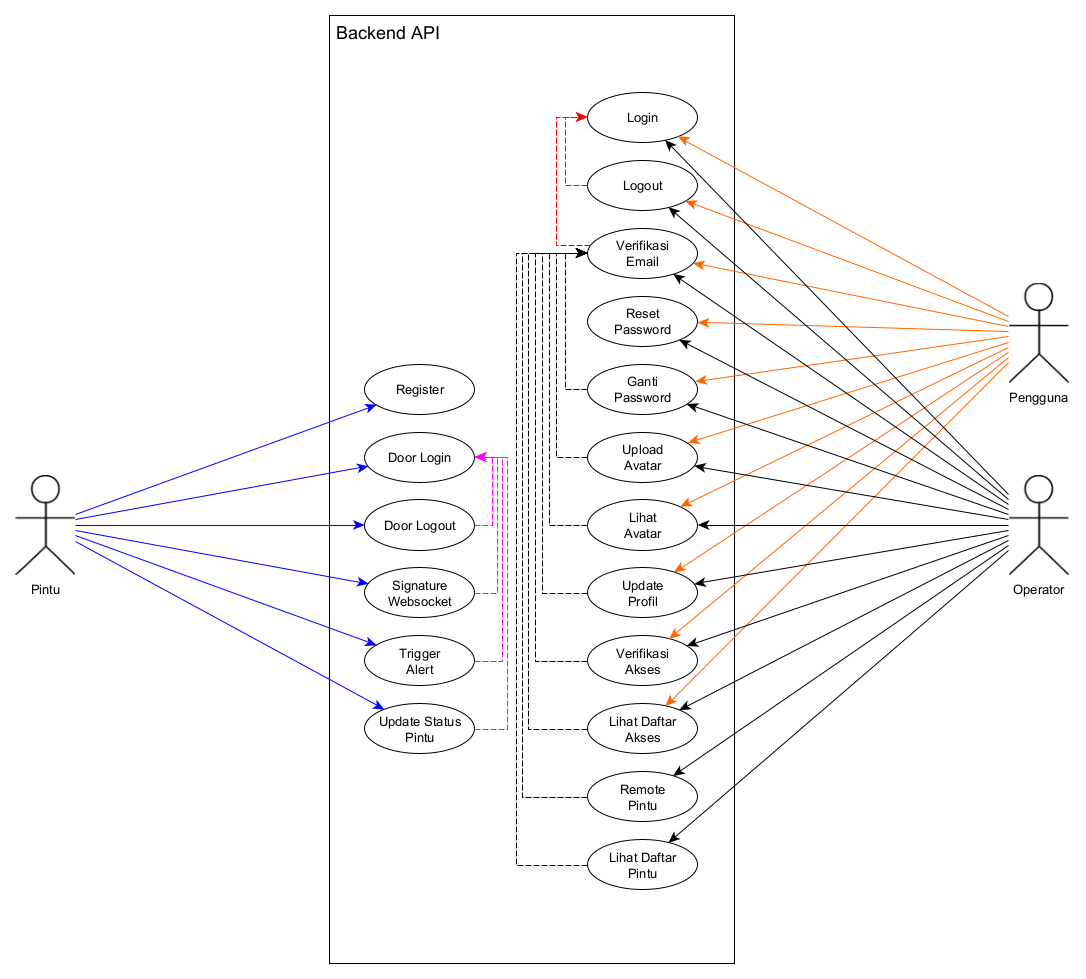 Backend API
Login
Logout
Verifikasi
Email
Reset
Password
Ganti
Password
Upload
Avatar
Lihat
Avatar
Update
Profil
Verifikasi
Akses
Lihat Daftar
Akses
Remote
Pintu
Lihat Daftar
Pintu
Register
Door Login
Door Logout
Signature
Websocket
Trigger
Alert
Update Status
Pintu
Pintu
Pengguna
Operator